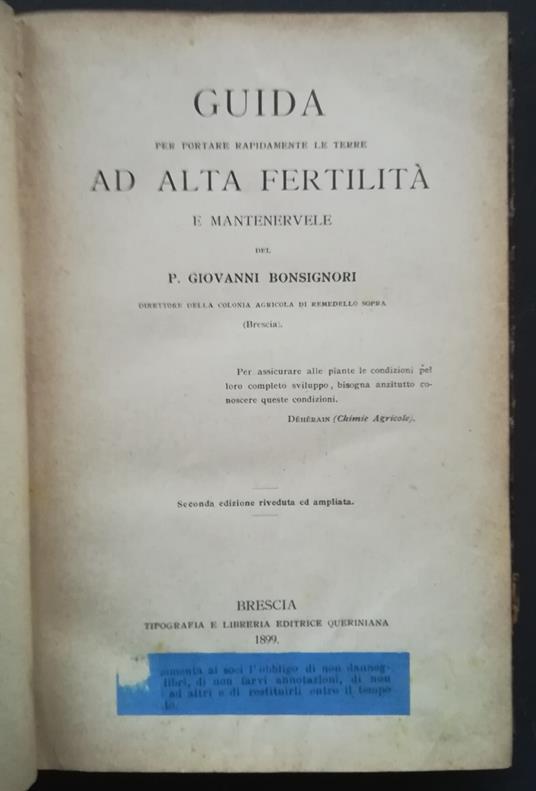 GUIDA
PER PORTARE RAPIDAMENTE LE TERRE
AD ALTA FERTILITÀ
E MANTENERVELE
DEL
P. GIOVANNI BONSIGNORI
DIRETTORE DELLA COLONIA AGRICOLA DI REMEDELLO SOPRA
(Brescia).
Per assicurare alle piante le condizioni pel
loro completo sviluppo, bisogna anzitutto co-
noscere queste condizioni.
DÉHÉRAIN (Chimie Agricole).
Seconda edizione riveduta ed ampliata.
BRESCIA
TIPOGRAFIA E LIBRERIA EDITRICE QUERINIANA
1899.
ai soci l'obbligo di non danneg-
libri, di non farvi annotazioni, di non
ad altri e di restituirli entro il tempo